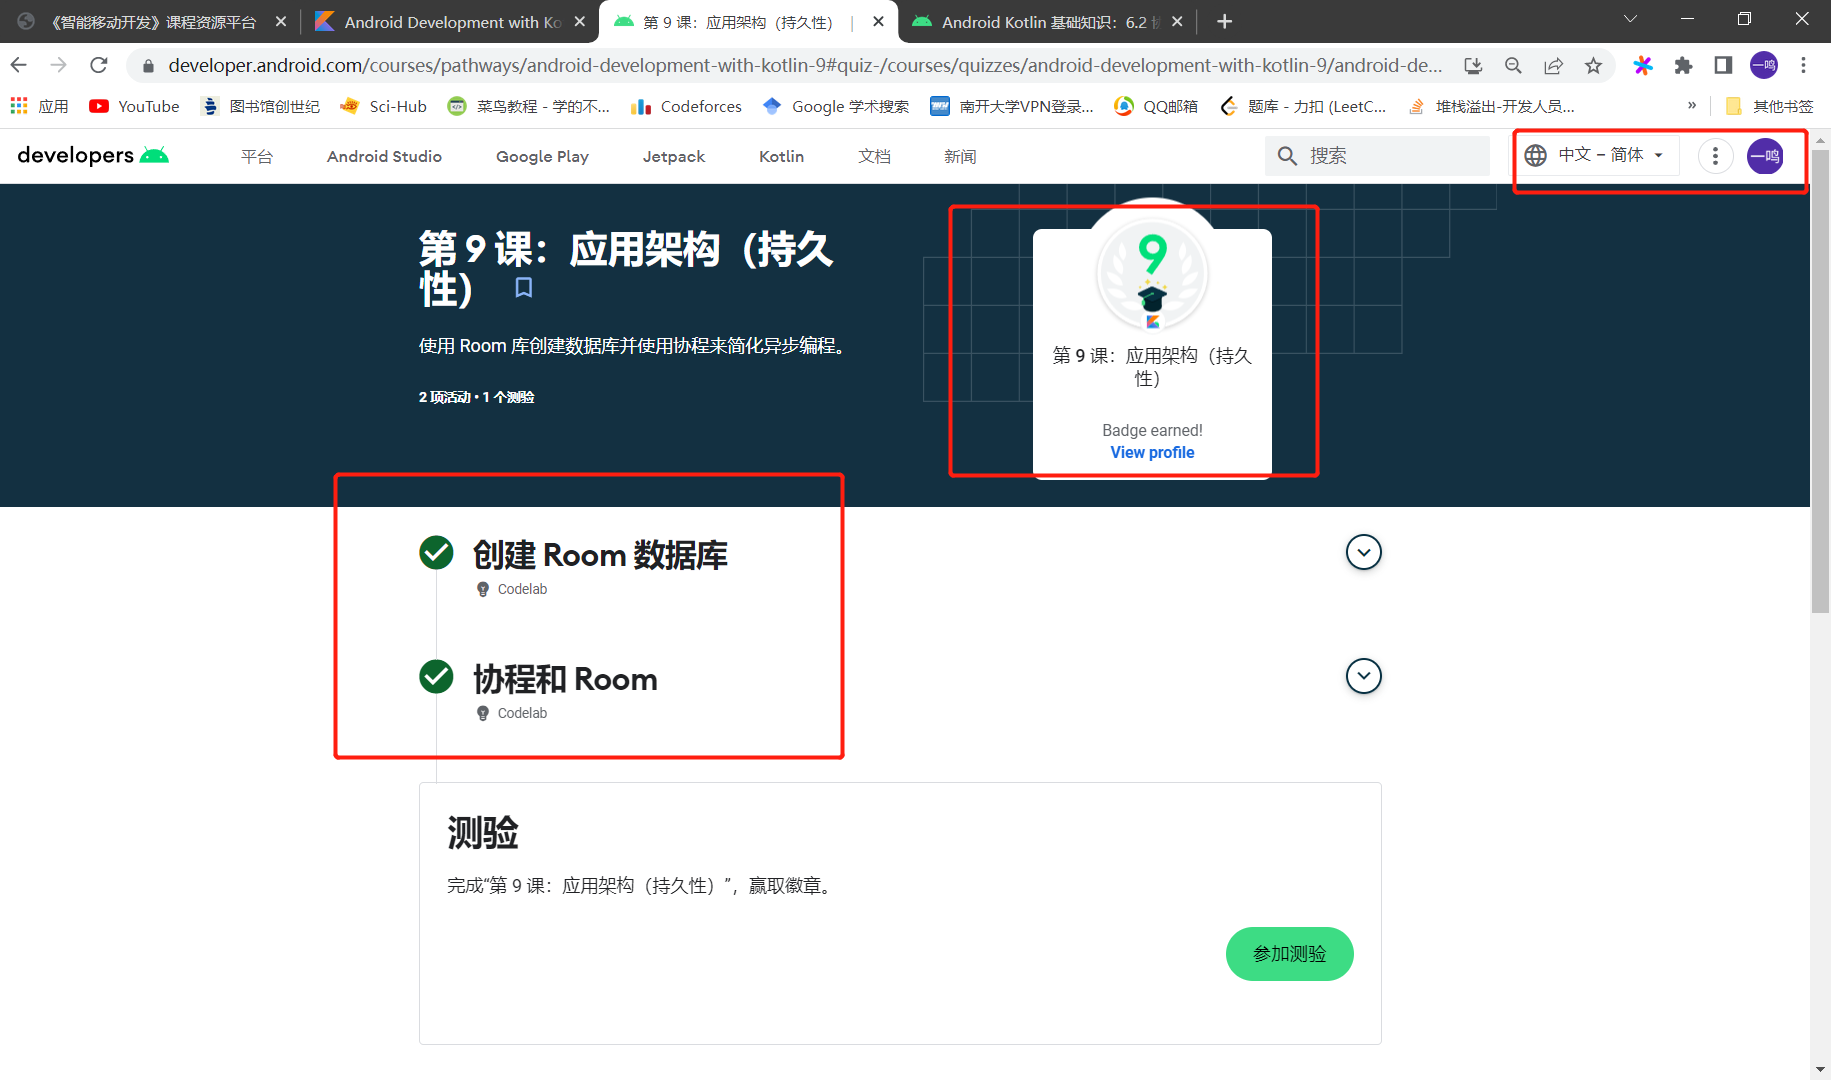 《智能移动开发》课程资源平台
Android Development with Ko
第 9 课：应用架构（持久性） |
Android Kotlin 基础知识：6.2
developer.android.com/courses/pathways/android-development-with-kotlin-9#quiz-/courses/quizzes/android-development-with-kotlin-9/android-de...
一鸣
应用
YouTube
图书馆创世纪
Sci-Hub
菜鸟教程 - 学的不...
Codeforces
Google 学术搜索
南开大学VPN登录...
QQ邮箱
题库 - 力扣 (LeetC...
堆栈溢出-开发人员...
»
其他书签
developers
平台
Android Studio
Google Play
Jetpack
Kotlin
文档
新闻
搜索
中文 – 简体
一鸣
第 9 课：应用架构（持久
性）
使用 Room 库创建数据库并使用协程来简化异步编程。
2 项活动 • 1 个测验
9
第 9 课：应用架构（持久
性）
Badge earned!
View profile
创建 Room 数据库
Codelab
协程和 Room
Codelab
测验
完成“第 9 课：应用架构（持久性）”，赢取徽章。
参加测验